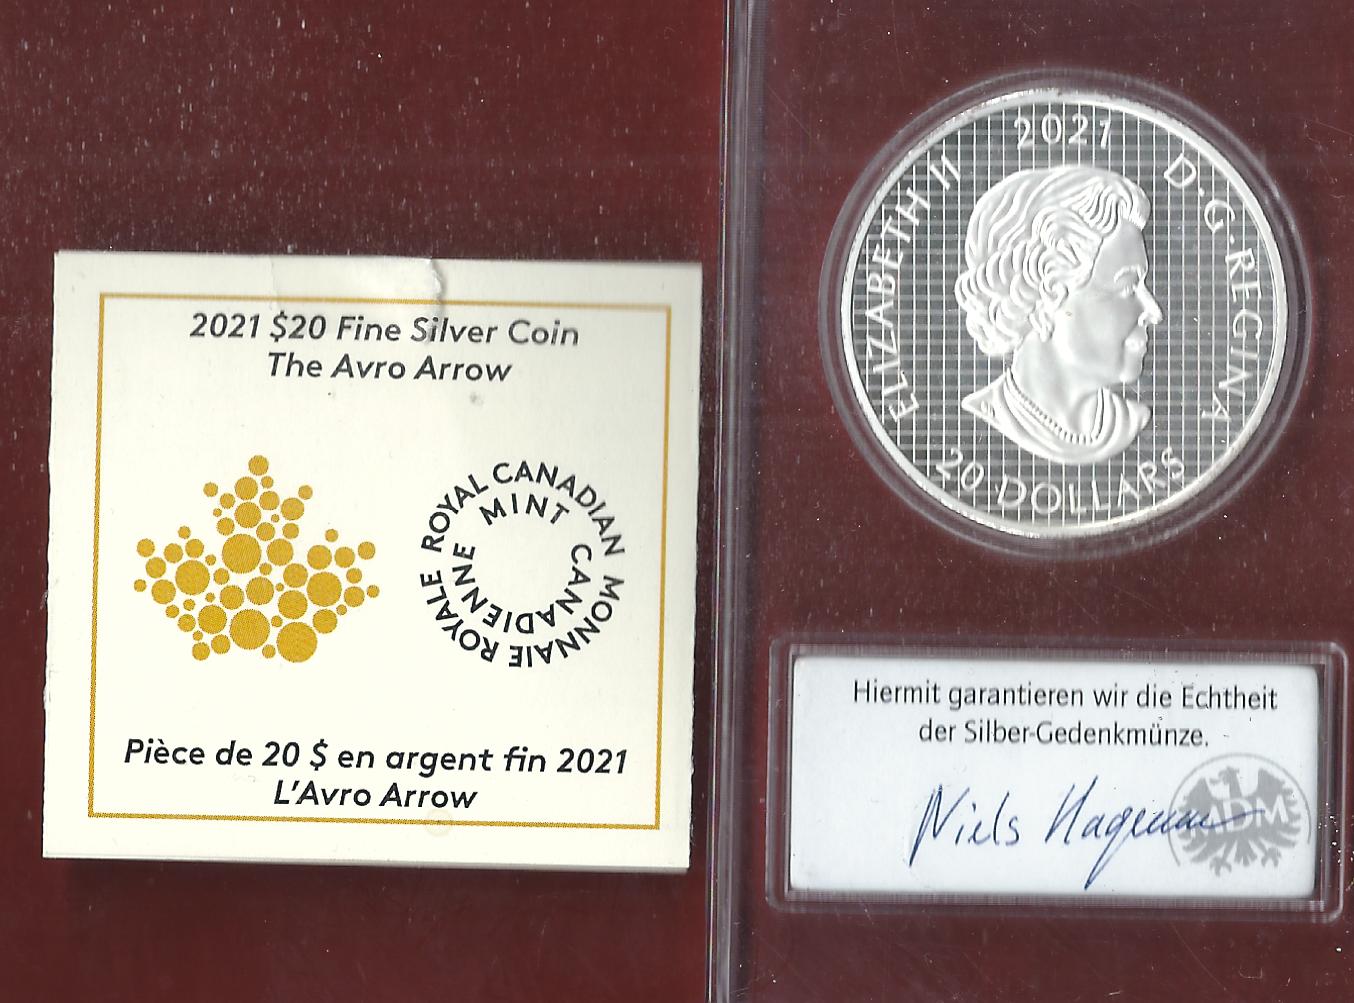 2021 $20 Fine Silver Coin
The Avro Arrow
ROYAL CANADIAN MINT
MONNAIE ROYALE CANADIENNE
Pièce de 20 $ en argent fin 2021
L'Avro Arrow
ELIZABETH II 2021 D·G·REGINA
20 DOLLARS
Hiermit garantieren wir die Echtheit
der Silber-Gedenkmünze.
Niels